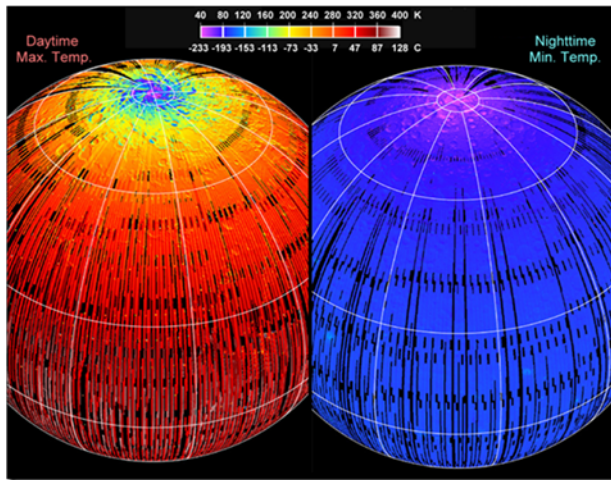 40 80 120 160 200 240 280 320 360 400 K
-233 -193 -153 -113 -73 -33 7 47 87 128 C
Daytime
Max. Temp.
Nighttime
Min. Temp.